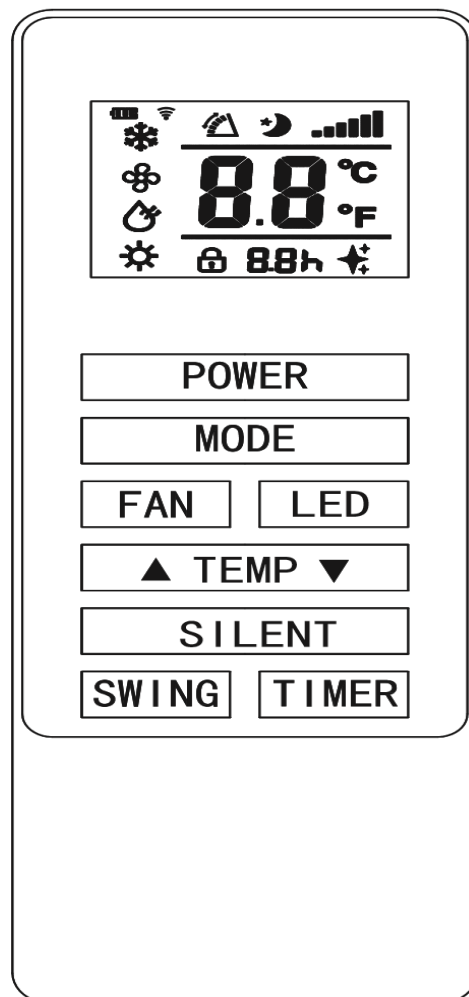 8.8 °C
°F
8.8h
POWER
MODE
FAN LED
▲ TEMP ▼
SILENT
SWING TIMER